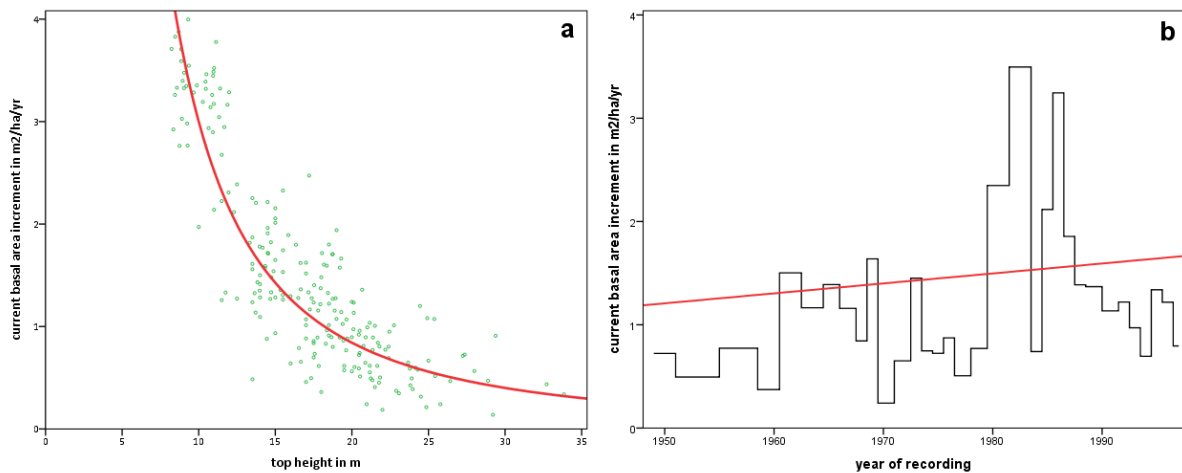 a
current basal area increment in m2/ha/yr
4
3
2
1
0
0 5 10 15 20 25 30 35
top height in m
b
current basal area increment in m2/ha/yr
4
3
2
1
0
1950 1960 1970 1980 1990
year of recording